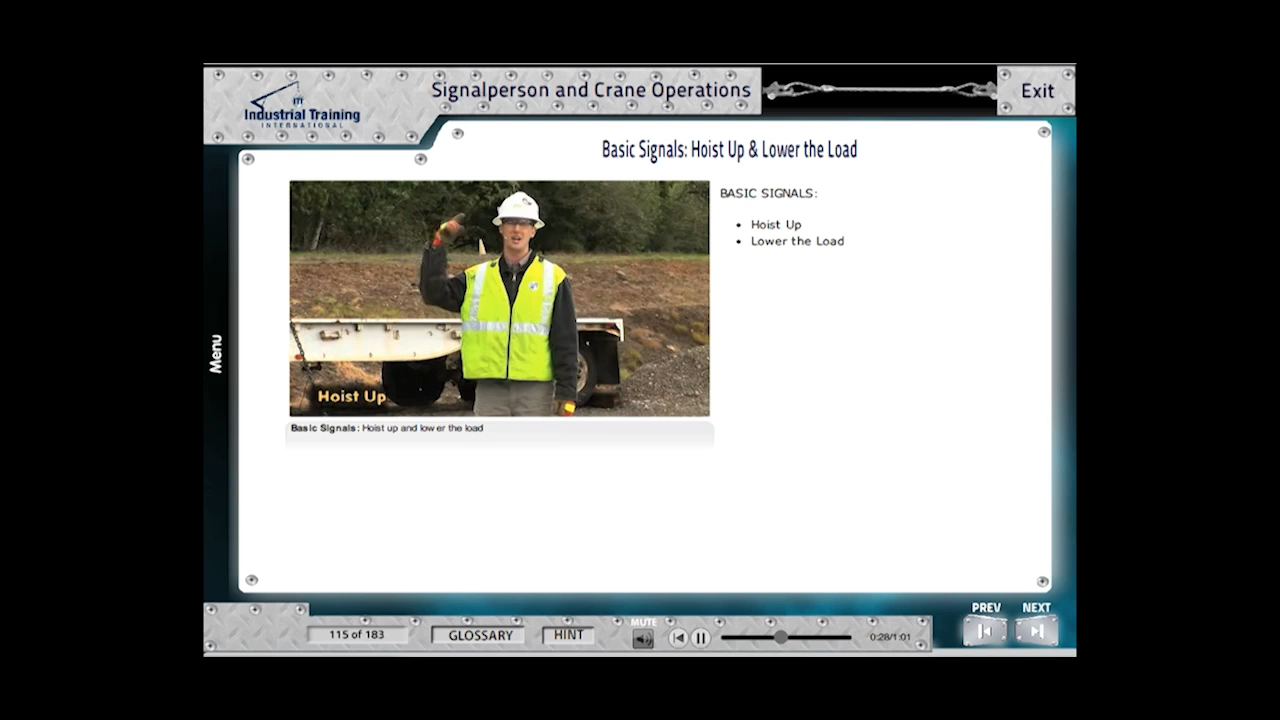 Signalperson and Crane Operations
Exit
Industrial Training
INTERNATIONAL
Basic Signals: Hoist Up & Lower the Load
BASIC SIGNALS:
• Hoist Up
• Lower the Load
Menu
Hoist Up
Basic Signals: Hoist up and lower the load
PREV
NEXT
MUTE
115 of 183
GLOSSARY
HINT
0:28/1:01